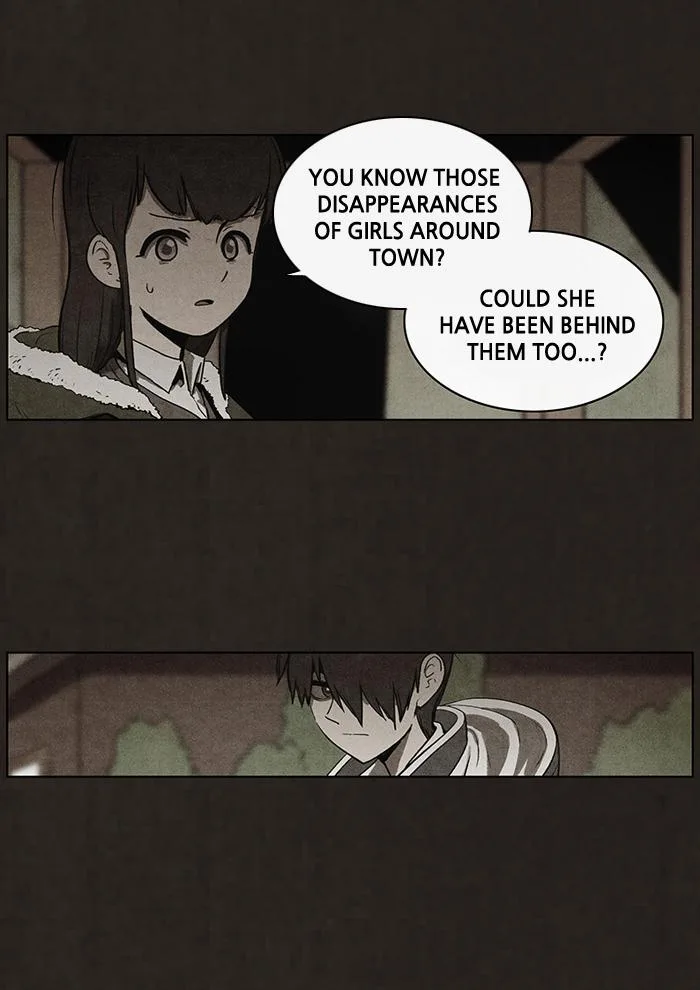 YOU KNOW THOSE
DISAPPEARANCES
OF GIRLS AROUND
TOWN?
COULD SHE
HAVE BEEN BEHIND
THEM TOO...?